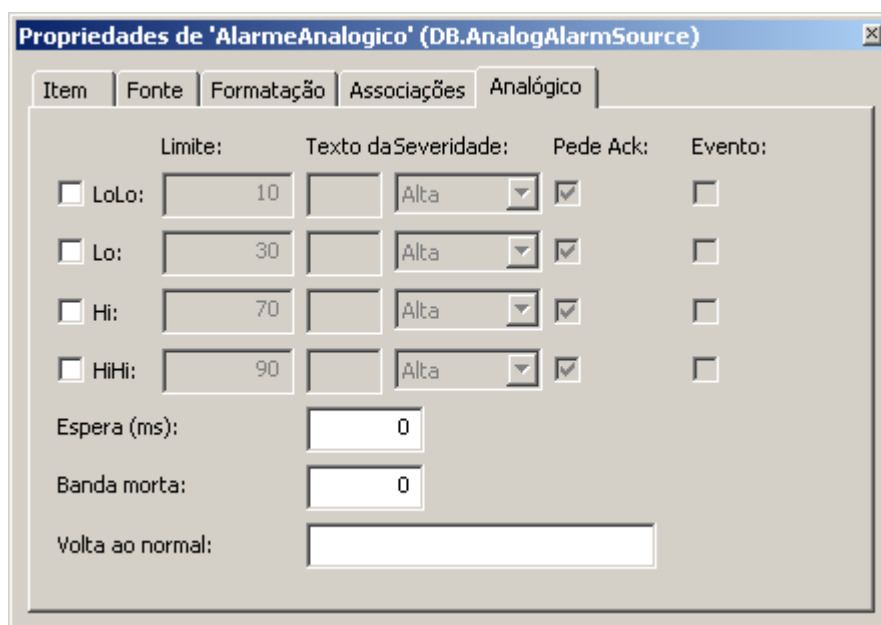 Propriedades de 'AlarmeAnalogico' (DB.AnalogAlarmSource)
Item Fonte Formatação Associações Analógico
Limite: Texto da Severidade: Pede Ack: Evento:
LoLo: 10 Alta
Lo: 30 Alta
Hi: 70 Alta
HiHi: 90 Alta
Espera (ms): 0
Banda morta: 0
Volta ao normal: